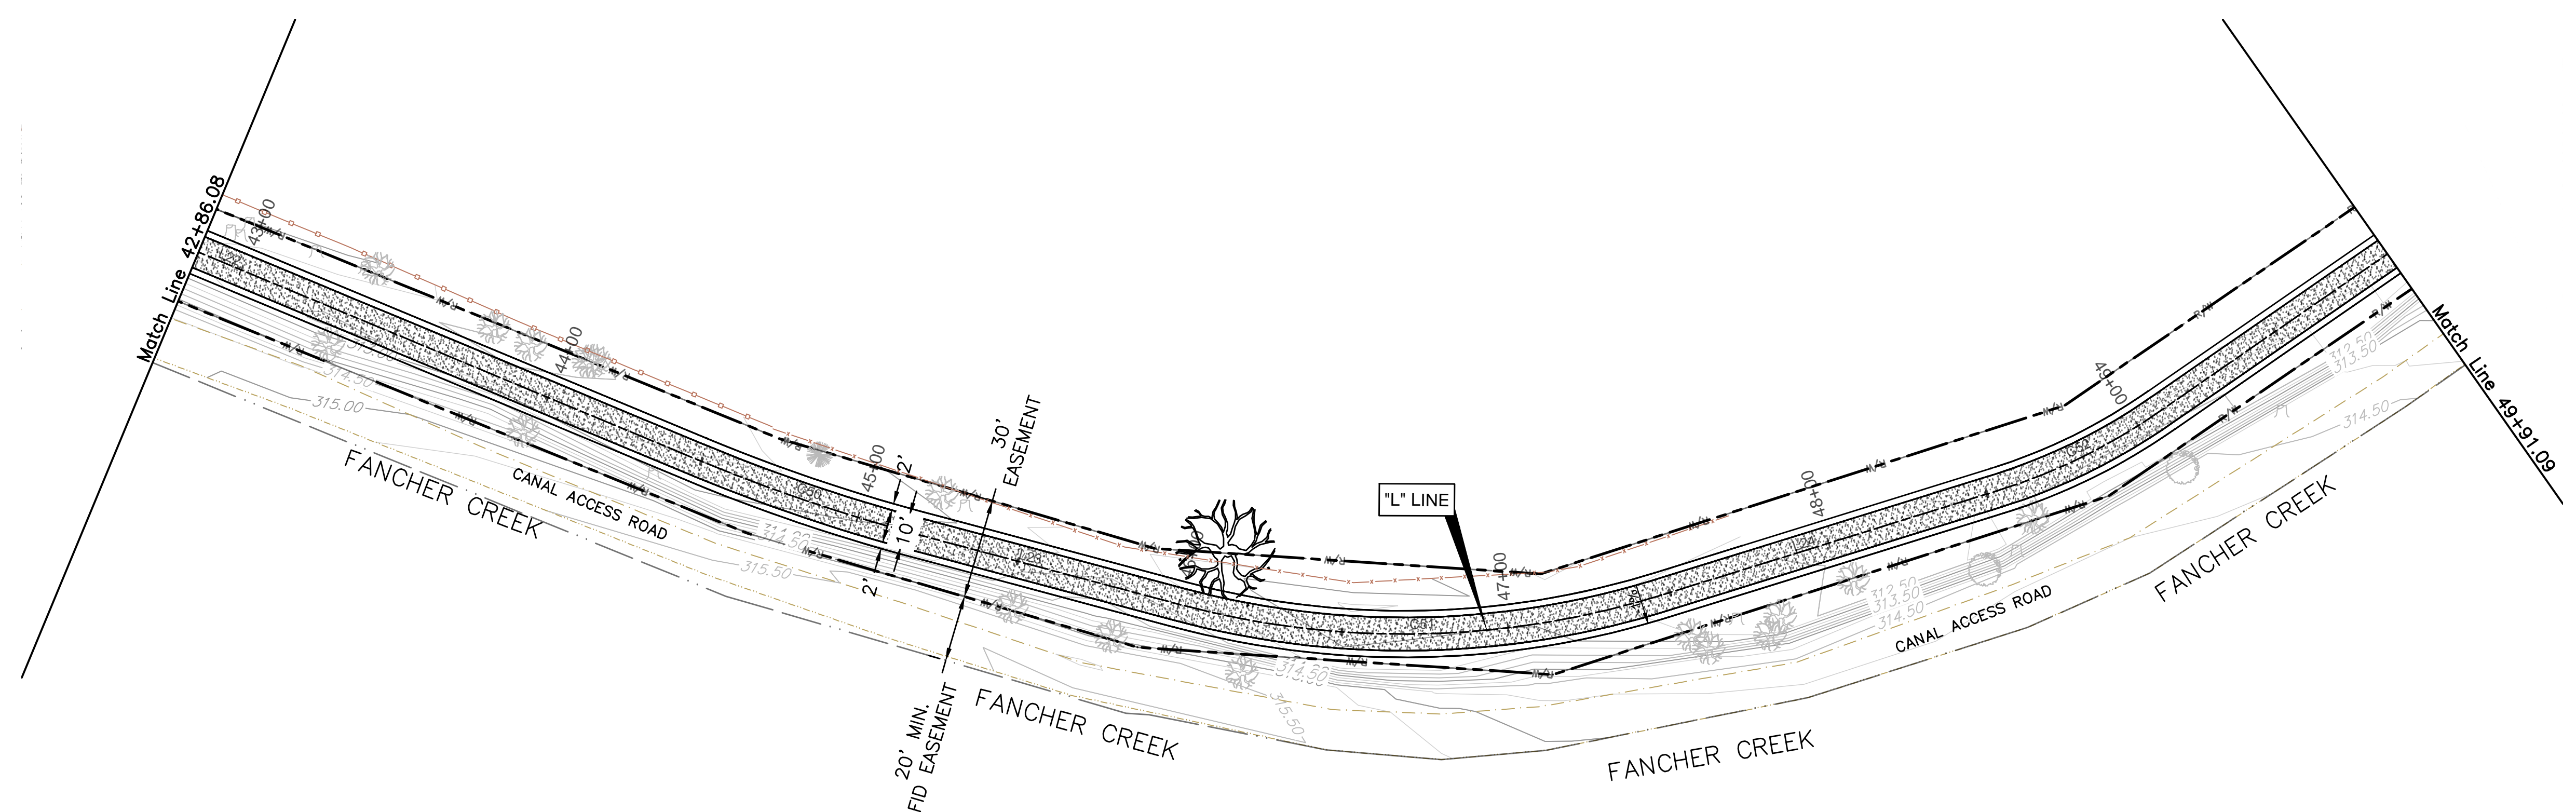 Match Line 42+86.08
43+00
R/W
R/W
44+00
R/W
R/W
314.50
315.00
R/W
R/W
R/W
FANCHER CREEK
CANAL ACCESS ROAD
R/W
45+00
2'
10'
2'
314.50
315.50
R/W
30'
EASEMENT
R/W
R/W
20' MIN.
FID EASEMENT
FANCHER CREEK
R/W
R/W
"L" LINE
47+00
R/W
C51
R/W
R/W
314.50
315.50
R/W
FANCHER CREEK
R/W
48+00
R/W
R/W
R/W
312.50
313.50
314.50
CANAL ACCESS ROAD
R/W
R/W
49+00
R/W
R/W
R/W
312.50
313.50
314.50
FANCHER CREEK
Match Line 49+91.09